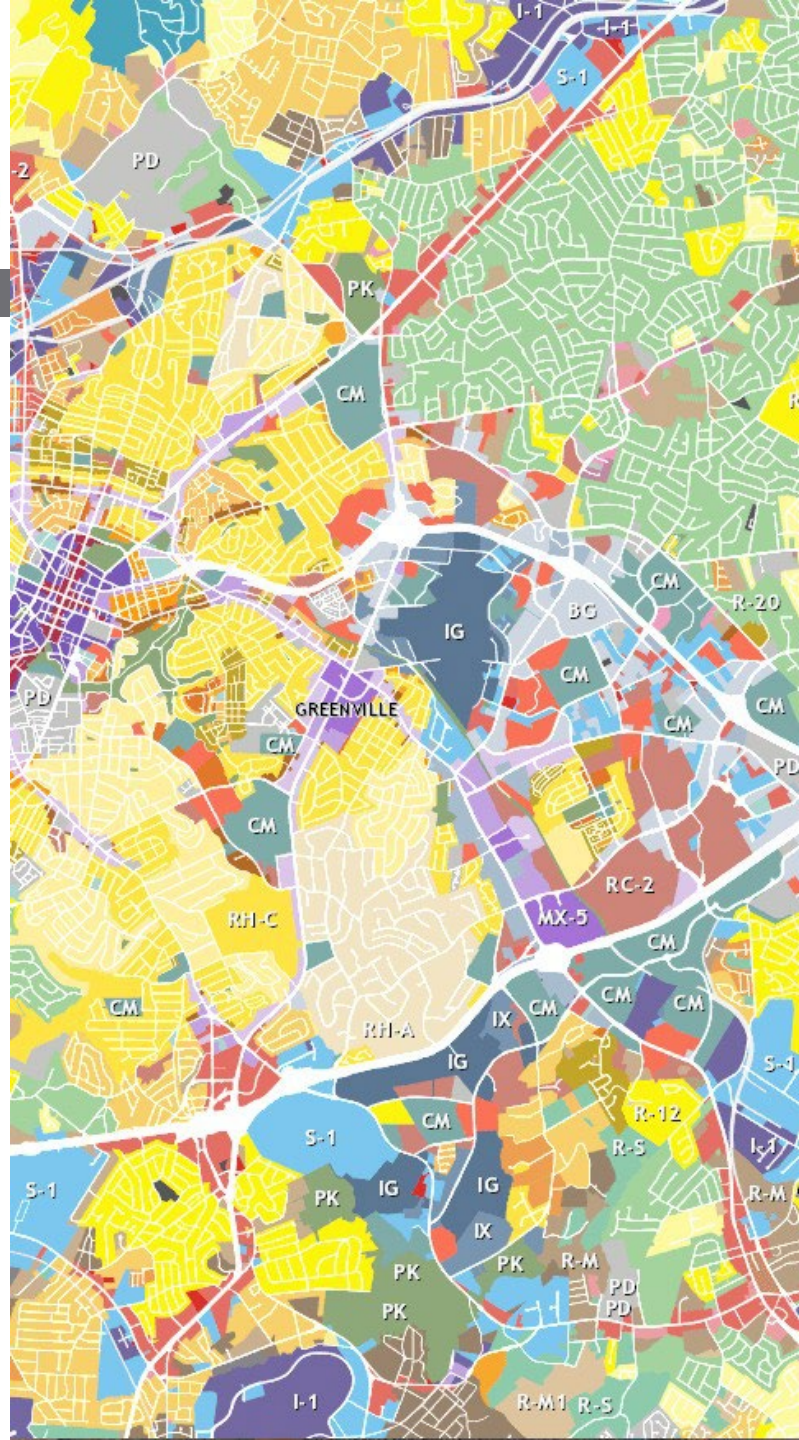 I-1
I-1
S-1
PD
-2
PK
CM
R
CM
R-20
BG
IG
CM
PD
GREENVILLE
CM
CM
CM
PD
CM
RC-2
RH-C
MX-5
CM
CM
CM
CM
CM
IX
RH-A
IG
S-1
R-12
CM
S-1
R-S
I-1
S-1
PK
IG
IG
R-M
IX
R-M
PK
PK
PD
PD
PK
I-1
R-M1
R-S